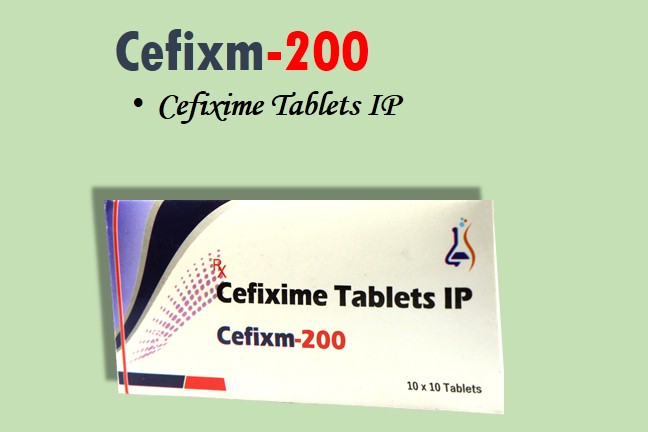 Cefixm-200
• Cefixime Tablets IP
Rx
Cefixime Tablets IP
Cefixm-200
10 x 10 Tablets